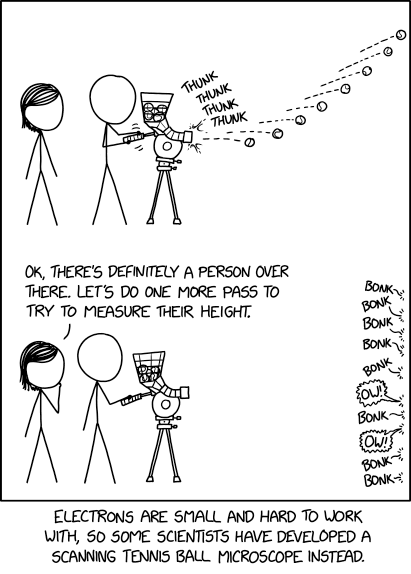 THUNK
THUNK
THUNK
THUNK
OK, THERE'S DEFINITELY A PERSON OVER
THERE. LET'S DO ONE MORE PASS TO
TRY TO MEASURE THEIR HEIGHT.
BONK
BONK
BONK
BONK
BONK
OW!
BONK
OW!
BONK
BONK
ELECTRONS ARE SMALL AND HARD TO WORK
WITH, SO SOME SCIENTISTS HAVE DEVELOPED A
SCANNING TENNIS BALL MICROSCOPE INSTEAD.